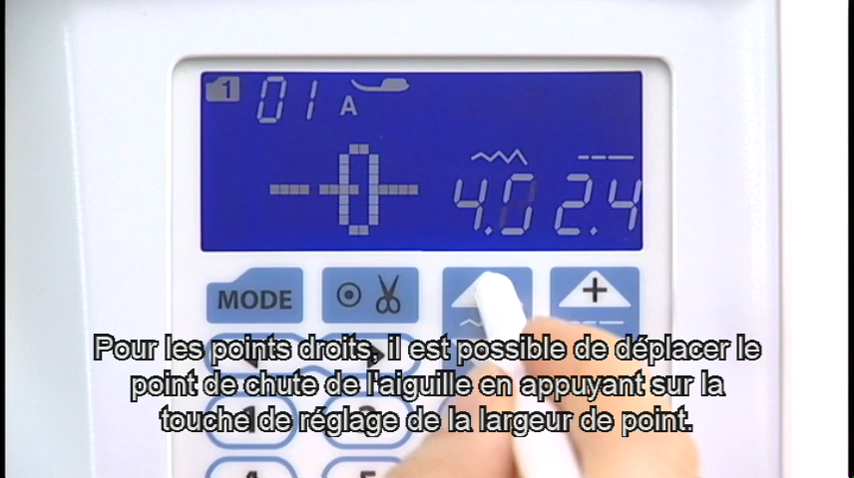 1 01 A
4.0 2.4
MODE
+
Pour les points droits, il est possible de déplacer le
point de chute de l'aiguille en appuyant sur la
touche de réglage de la largeur de point.